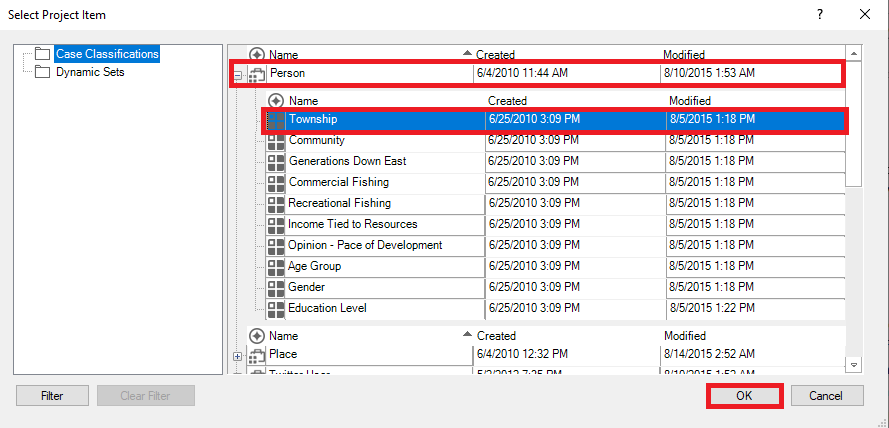 Select Project Item ?
Case Classifications
Dynamic Sets
Name Created Modified
Person 6/4/2010 11:44 AM 8/10/2015 1:53 AM
Name Created Modified
Township 6/25/2010 3:09 PM 8/5/2015 1:18 PM
Community 6/25/2010 3:09 PM 8/5/2015 1:18 PM
Generations Down East 6/25/2010 3:09 PM 8/5/2015 1:18 PM
Commercial Fishing 6/25/2010 3:09 PM 8/5/2015 1:18 PM
Recreational Fishing 6/25/2010 3:09 PM 8/5/2015 1:18 PM
Income Tied to Resources 6/25/2010 3:09 PM 8/5/2015 1:18 PM
Opinion - Pace of Development 6/25/2010 3:09 PM 8/5/2015 1:18 PM
Age Group 6/25/2010 3:09 PM 8/5/2015 1:18 PM
Gender 6/25/2010 3:09 PM 8/5/2015 1:18 PM
Education Level 6/25/2010 3:09 PM 8/5/2015 1:22 PM
Name Created Modified
Place 6/4/2010 12:32 PM 8/14/2015 2:52 AM
Twitter User
Filter Clear Filter OK Cancel